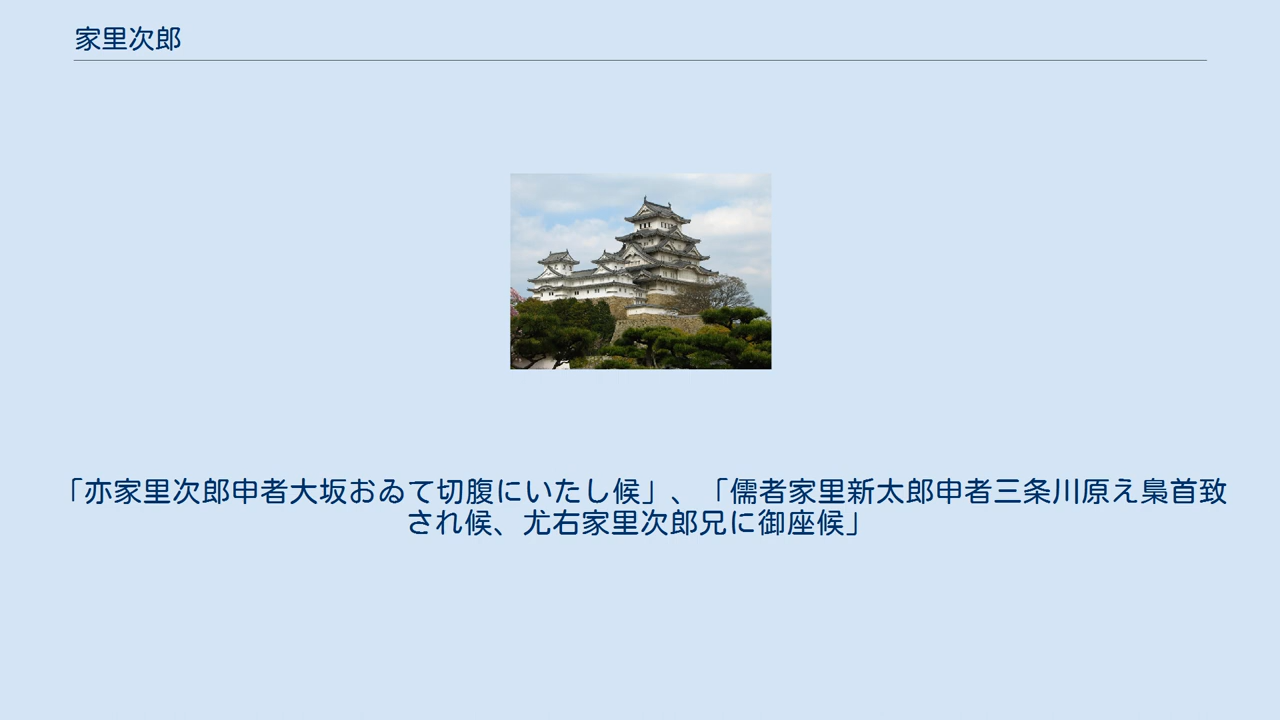 家里次郎
「亦家里次郎申者大坂おゐて切腹にいたし候」、「儒者家里新太郎申者三条川原え梟首致
され候、尤右家里次郎兄に御座候」